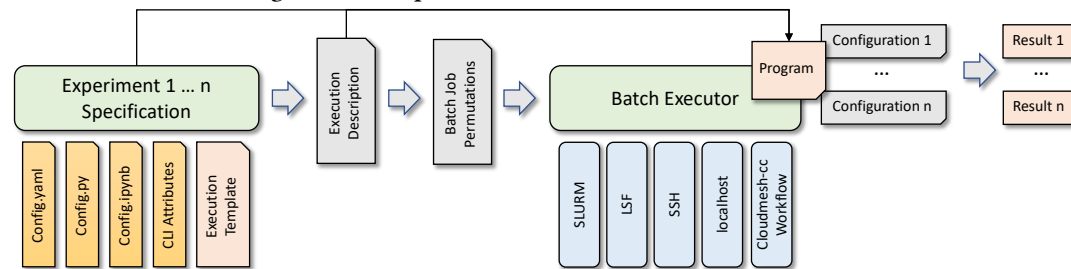 Experiment 1 ... n
Specification
Config.yaml
Config.py
Config.ipynb
CLI Attributes
Execution
Template
Execution
Description
Batch Job
Permutations
Batch Executor
Program
SLURM
LSF
SSH
localhost
Cloudmesh-cc
Workflow
Configuration 1
...
Configuration n
Result 1
...
Result n